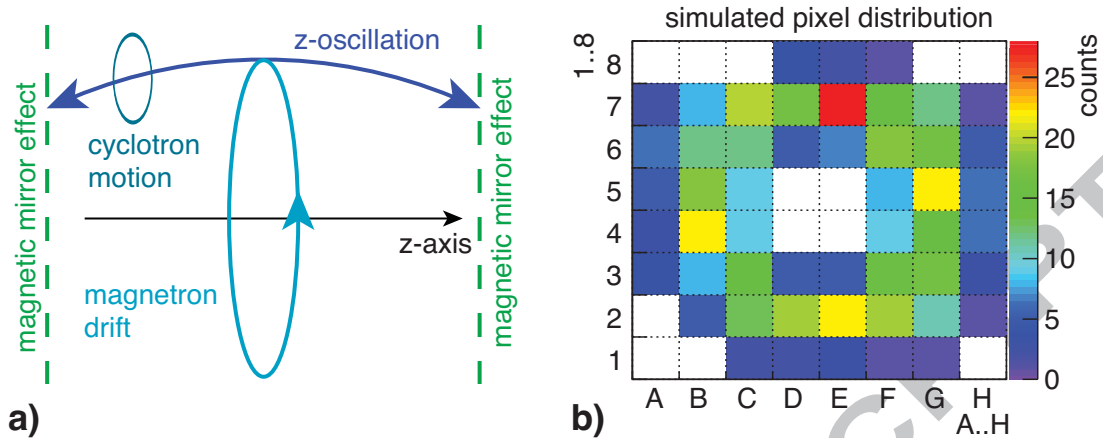 z-oscillation
magnetic mirror effect
cyclotron
motion
z-axis
magnetron
drift
magnetic mirror effect
a)
simulated pixel distribution
1..8
8
7
6
5
4
3
2
1
A B C D E F G H
A..H
25
20
15
10
5
0
counts
b)